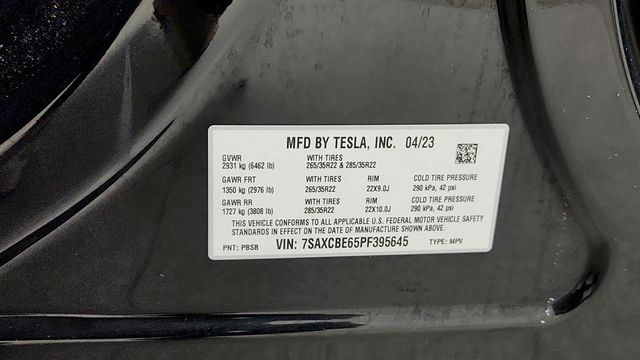 MFD BY TESLA, INC. 04/23
GVWR WITH TIRES
2931 kg (6462 lb) 265/35R22 & 285/35R22
GAWR FRT WITH TIRES RIM COLD TIRE PRESSURE
1350 kg (2976 lb) 265/35R22 22X9.0J 290 kPa, 42 psi
GAWR RR WITH TIRES RIM COLD TIRE PRESSURE
1727 kg (3808 lb) 285/35R22 22X10.0J 290 kPa, 42 psi
THIS VEHICLE CONFORMS TO ALL APPLICABLE U.S. FEDERAL MOTOR VEHICLE SAFETY
STANDARDS IN EFFECT ON THE DATE OF MANUFACTURE SHOWN ABOVE.
PNT: PBSB VIN: 7SAXCBE65PF395645 TYPE: MPV